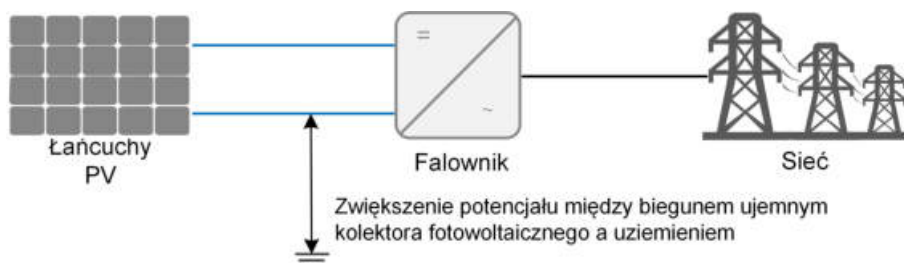 Łańcuchy
PV
Falownik
Sieć
Zwiększenie potencjału między biegunem ujemnym
kolektora fotowoltaicznego a uziemieniem